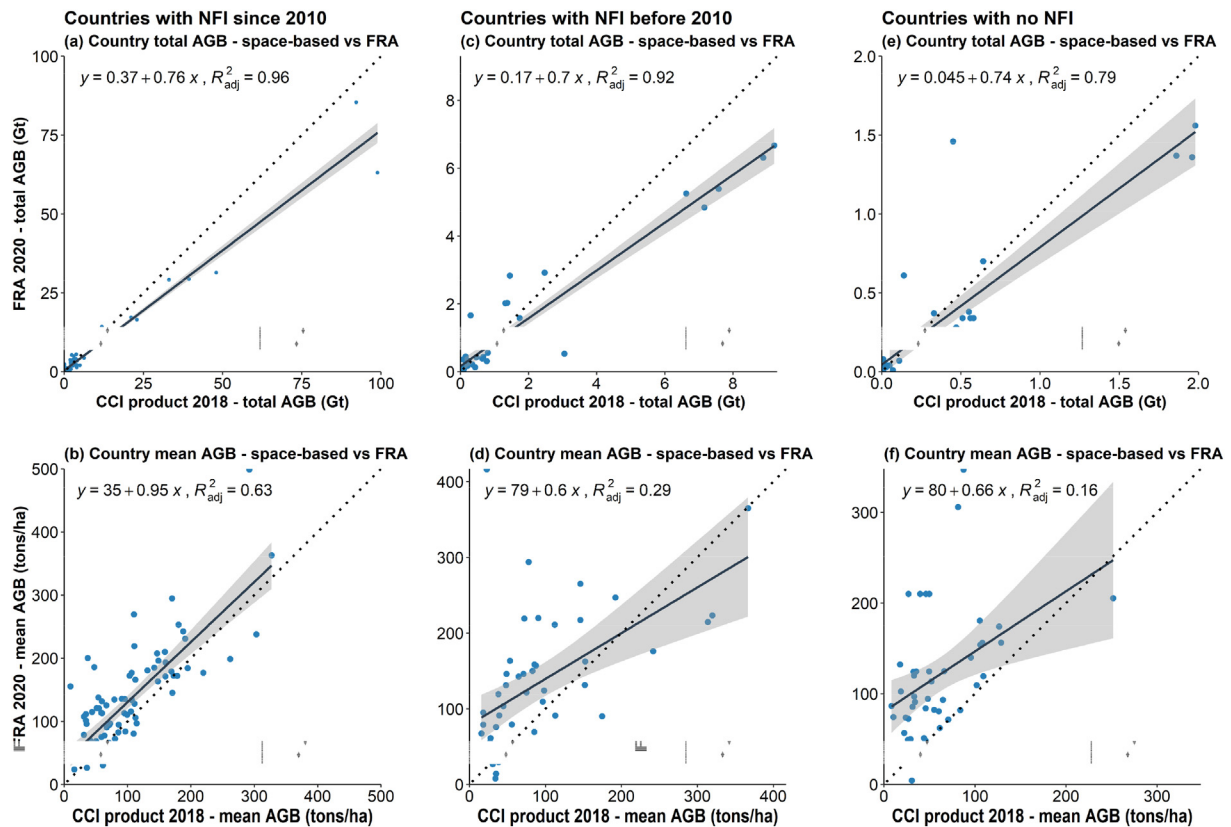 Countries with NFI since 2010
Countries with NFI before 2010
Countries with no NFI
(a) Country total AGB - space-based vs FRA
(c) Country total AGB - space-based vs FRA
(e) Country total AGB - space-based vs FRA
y = 0.37 + 0.76 x , R²adj = 0.96
y = 0.17 + 0.7 x , R²adj = 0.92
y = 0.045 + 0.74 x , R²adj = 0.79
FRA 2020 - total AGB (Gt)
100
75
50
25
0
8
6
4
2
0
2.0
1.5
1.0
0.5
0.0
0 25 50 75 100
0 2 4 6 8
0.0 0.5 1.0 1.5 2.0
CCI product 2018 - total AGB (Gt)
CCI product 2018 - total AGB (Gt)
CCI product 2018 - total AGB (Gt)
(b) Country mean AGB - space-based vs FRA
(d) Country mean AGB - space-based vs FRA
(f) Country mean AGB - space-based vs FRA
y = 35 + 0.95 x , R²adj = 0.63
y = 79 + 0.6 x , R²adj = 0.29
y = 80 + 0.66 x , R²adj = 0.16
FRA 2020 - mean AGB (tons/ha)
500
400
300
200
100
0
400
300
200
100
0
300
200
100
0
0 100 200 300 400 500
0 100 200 300 400
0 100 200 300
CCI product 2018 - mean AGB (tons/ha)
CCI product 2018 - mean AGB (tons/ha)
CCI product 2018 - mean AGB (tons/ha)